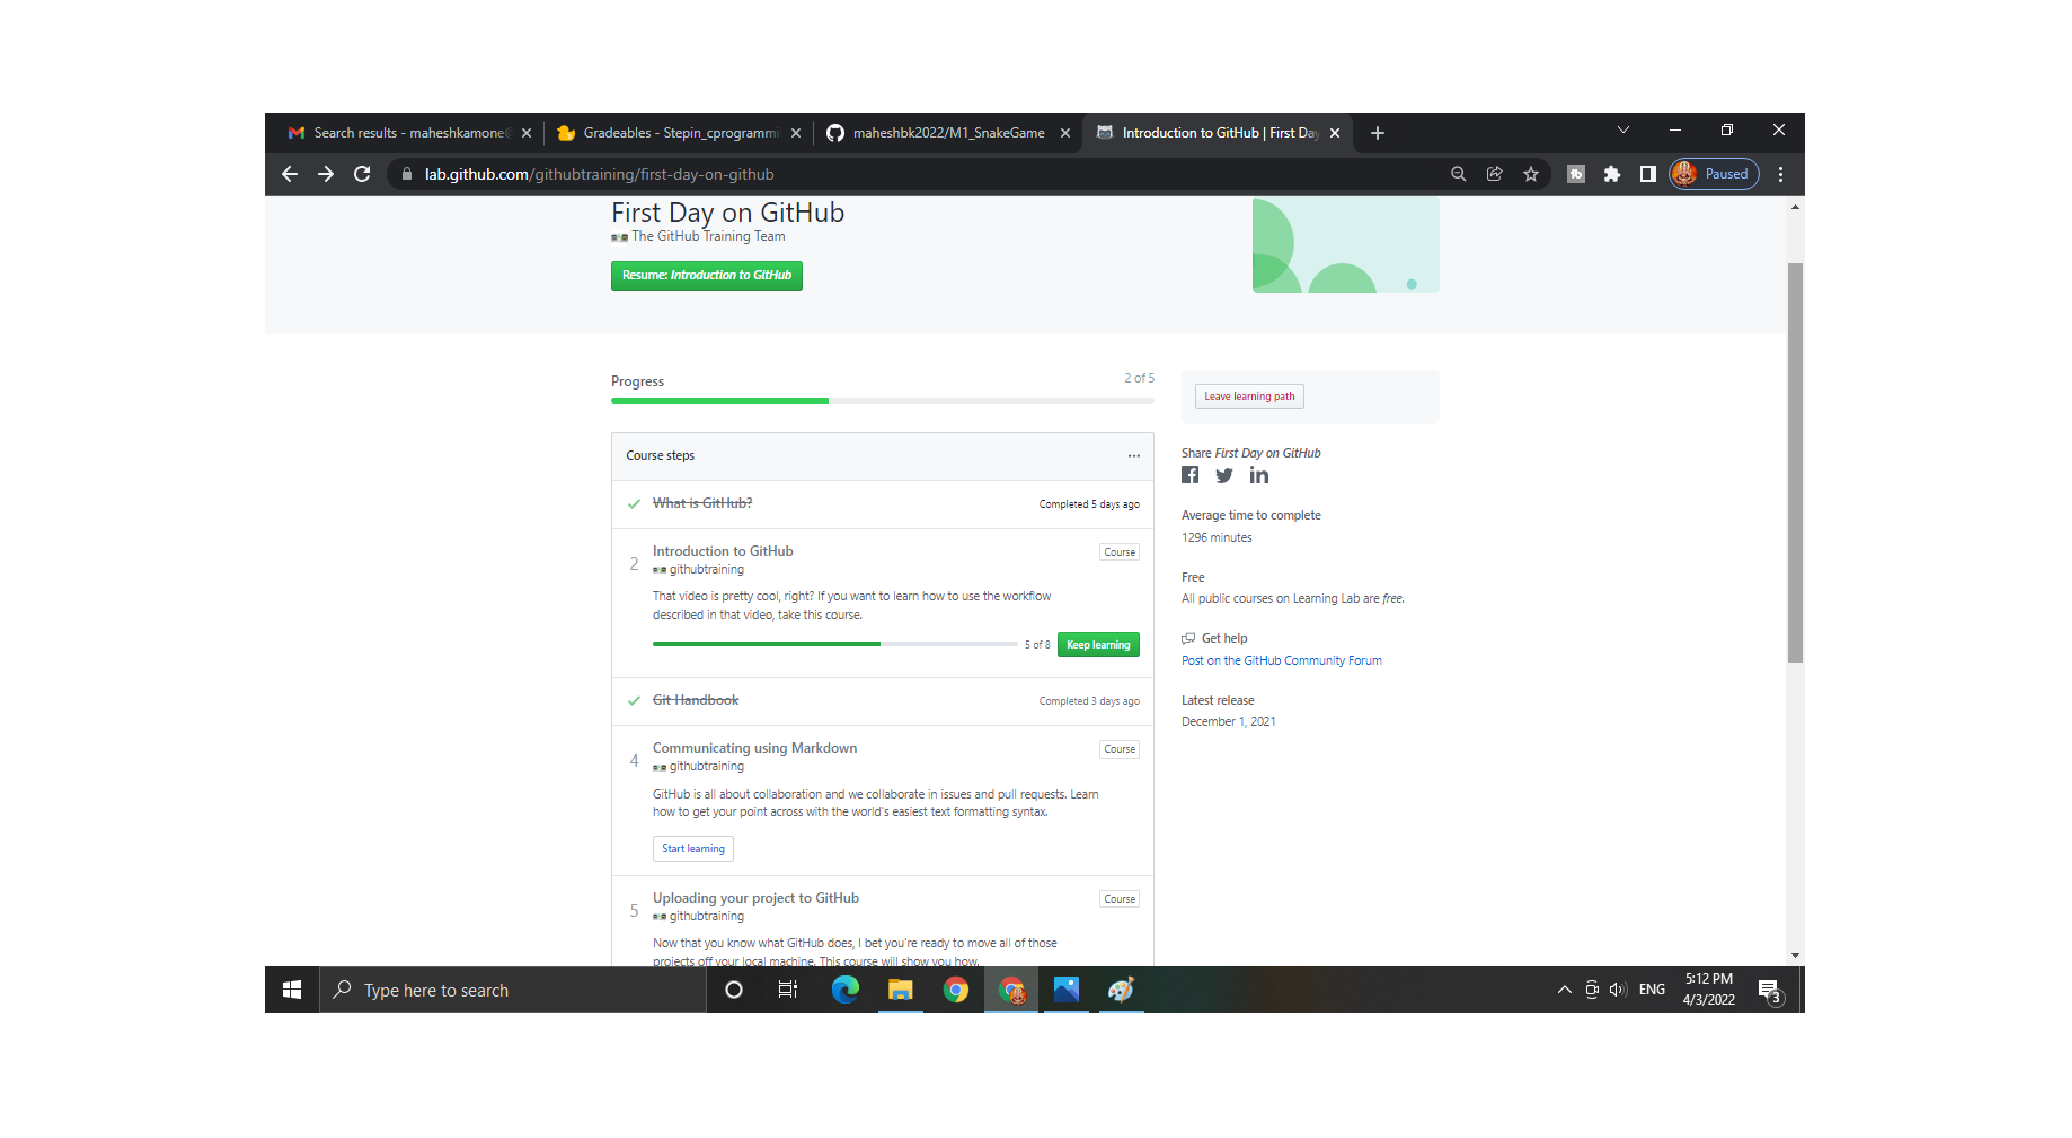 Search results - maheshkamone@
Gradeables - Stepin_cprogrammi
maheshbk2022/M1_SnakeGame
Introduction to GitHub | First Day
lab.github.com/githubtraining/first-day-on-github
Paused
First Day on GitHub
The GitHub Training Team
Resume: Introduction to GitHub
Progress
2 of 5
Leave learning path
Course steps
...
What is GitHub?
Completed 5 days ago
2
Introduction to GitHub
Course
githubtraining
That video is pretty cool, right? If you want to learn how to use the workflow
described in that video, take this course.
5 of 8
Keep learning
Git Handbook
Completed 3 days ago
4
Communicating using Markdown
Course
githubtraining
GitHub is all about collaboration and we collaborate in issues and pull requests. Learn
how to get your point across with the world's easiest text formatting syntax.
Start learning
5
Uploading your project to GitHub
Course
githubtraining
Now that you know what GitHub does, I bet you're ready to move all of those
projects off your local machine. This course will show you how.
Share First Day on GitHub
Average time to complete
1296 minutes
Free
All public courses on Learning Lab are free.
Get help
Post on the GitHub Community Forum
Latest release
December 1, 2021
Type here to search
ENG
5:12 PM
4/3/2022
3